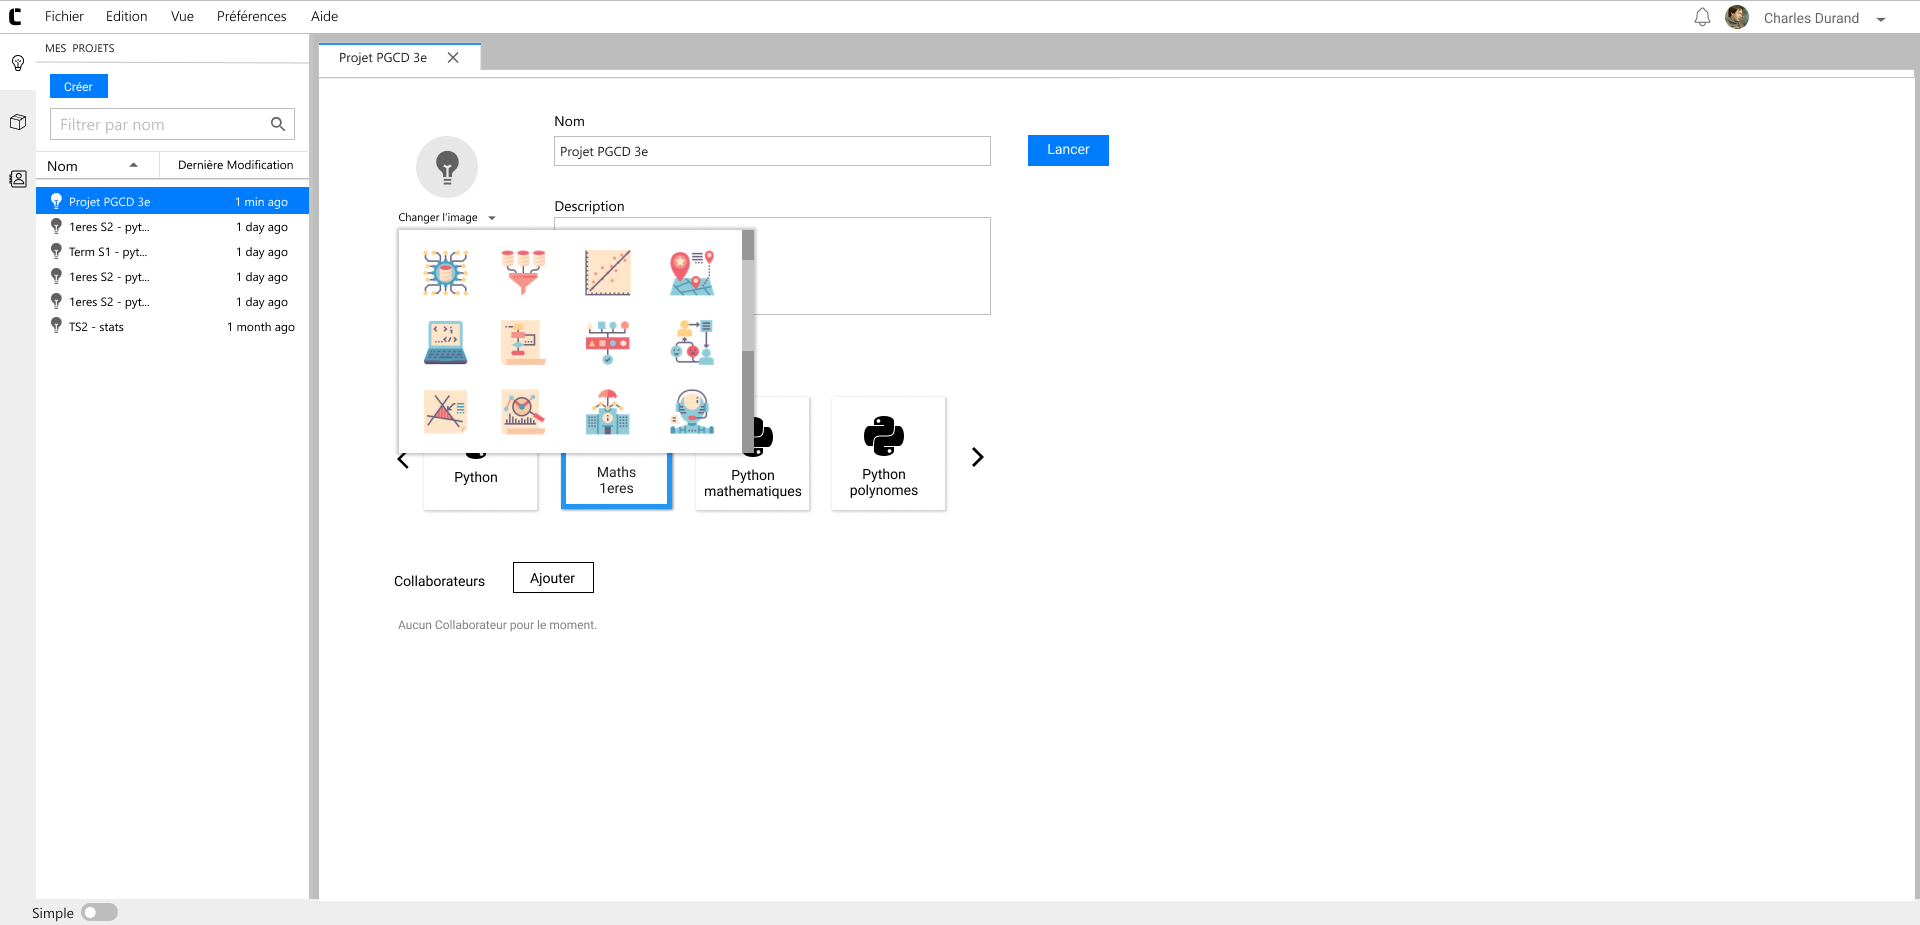 Fichier Edition Vue Préférences Aide Charles Durand
MES PROJETS
Créer
Filtrer par nom
Nom Dernière Modification
Projet PGCD 3e 1 min ago
1eres S2 - pyt... 1 day ago
Term S1 - pyt... 1 day ago
1eres S2 - pyt... 1 day ago
1eres S2 - pyt... 1 day ago
TS2 - stats 1 month ago
Projet PGCD 3e
Nom
Projet PGCD 3e
Lancer
Changer l'image
Description
Python
Maths
1eres
Python
mathematiques
Python
polynomes
Collaborateurs
Ajouter
Aucun Collaborateur pour le moment.
Simple